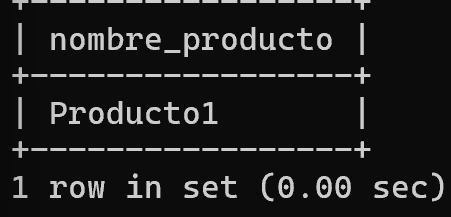 +-----------------+
| nombre_producto |
+-----------------+
| Producto1       |
+-----------------+
1 row in set (0.00 sec)